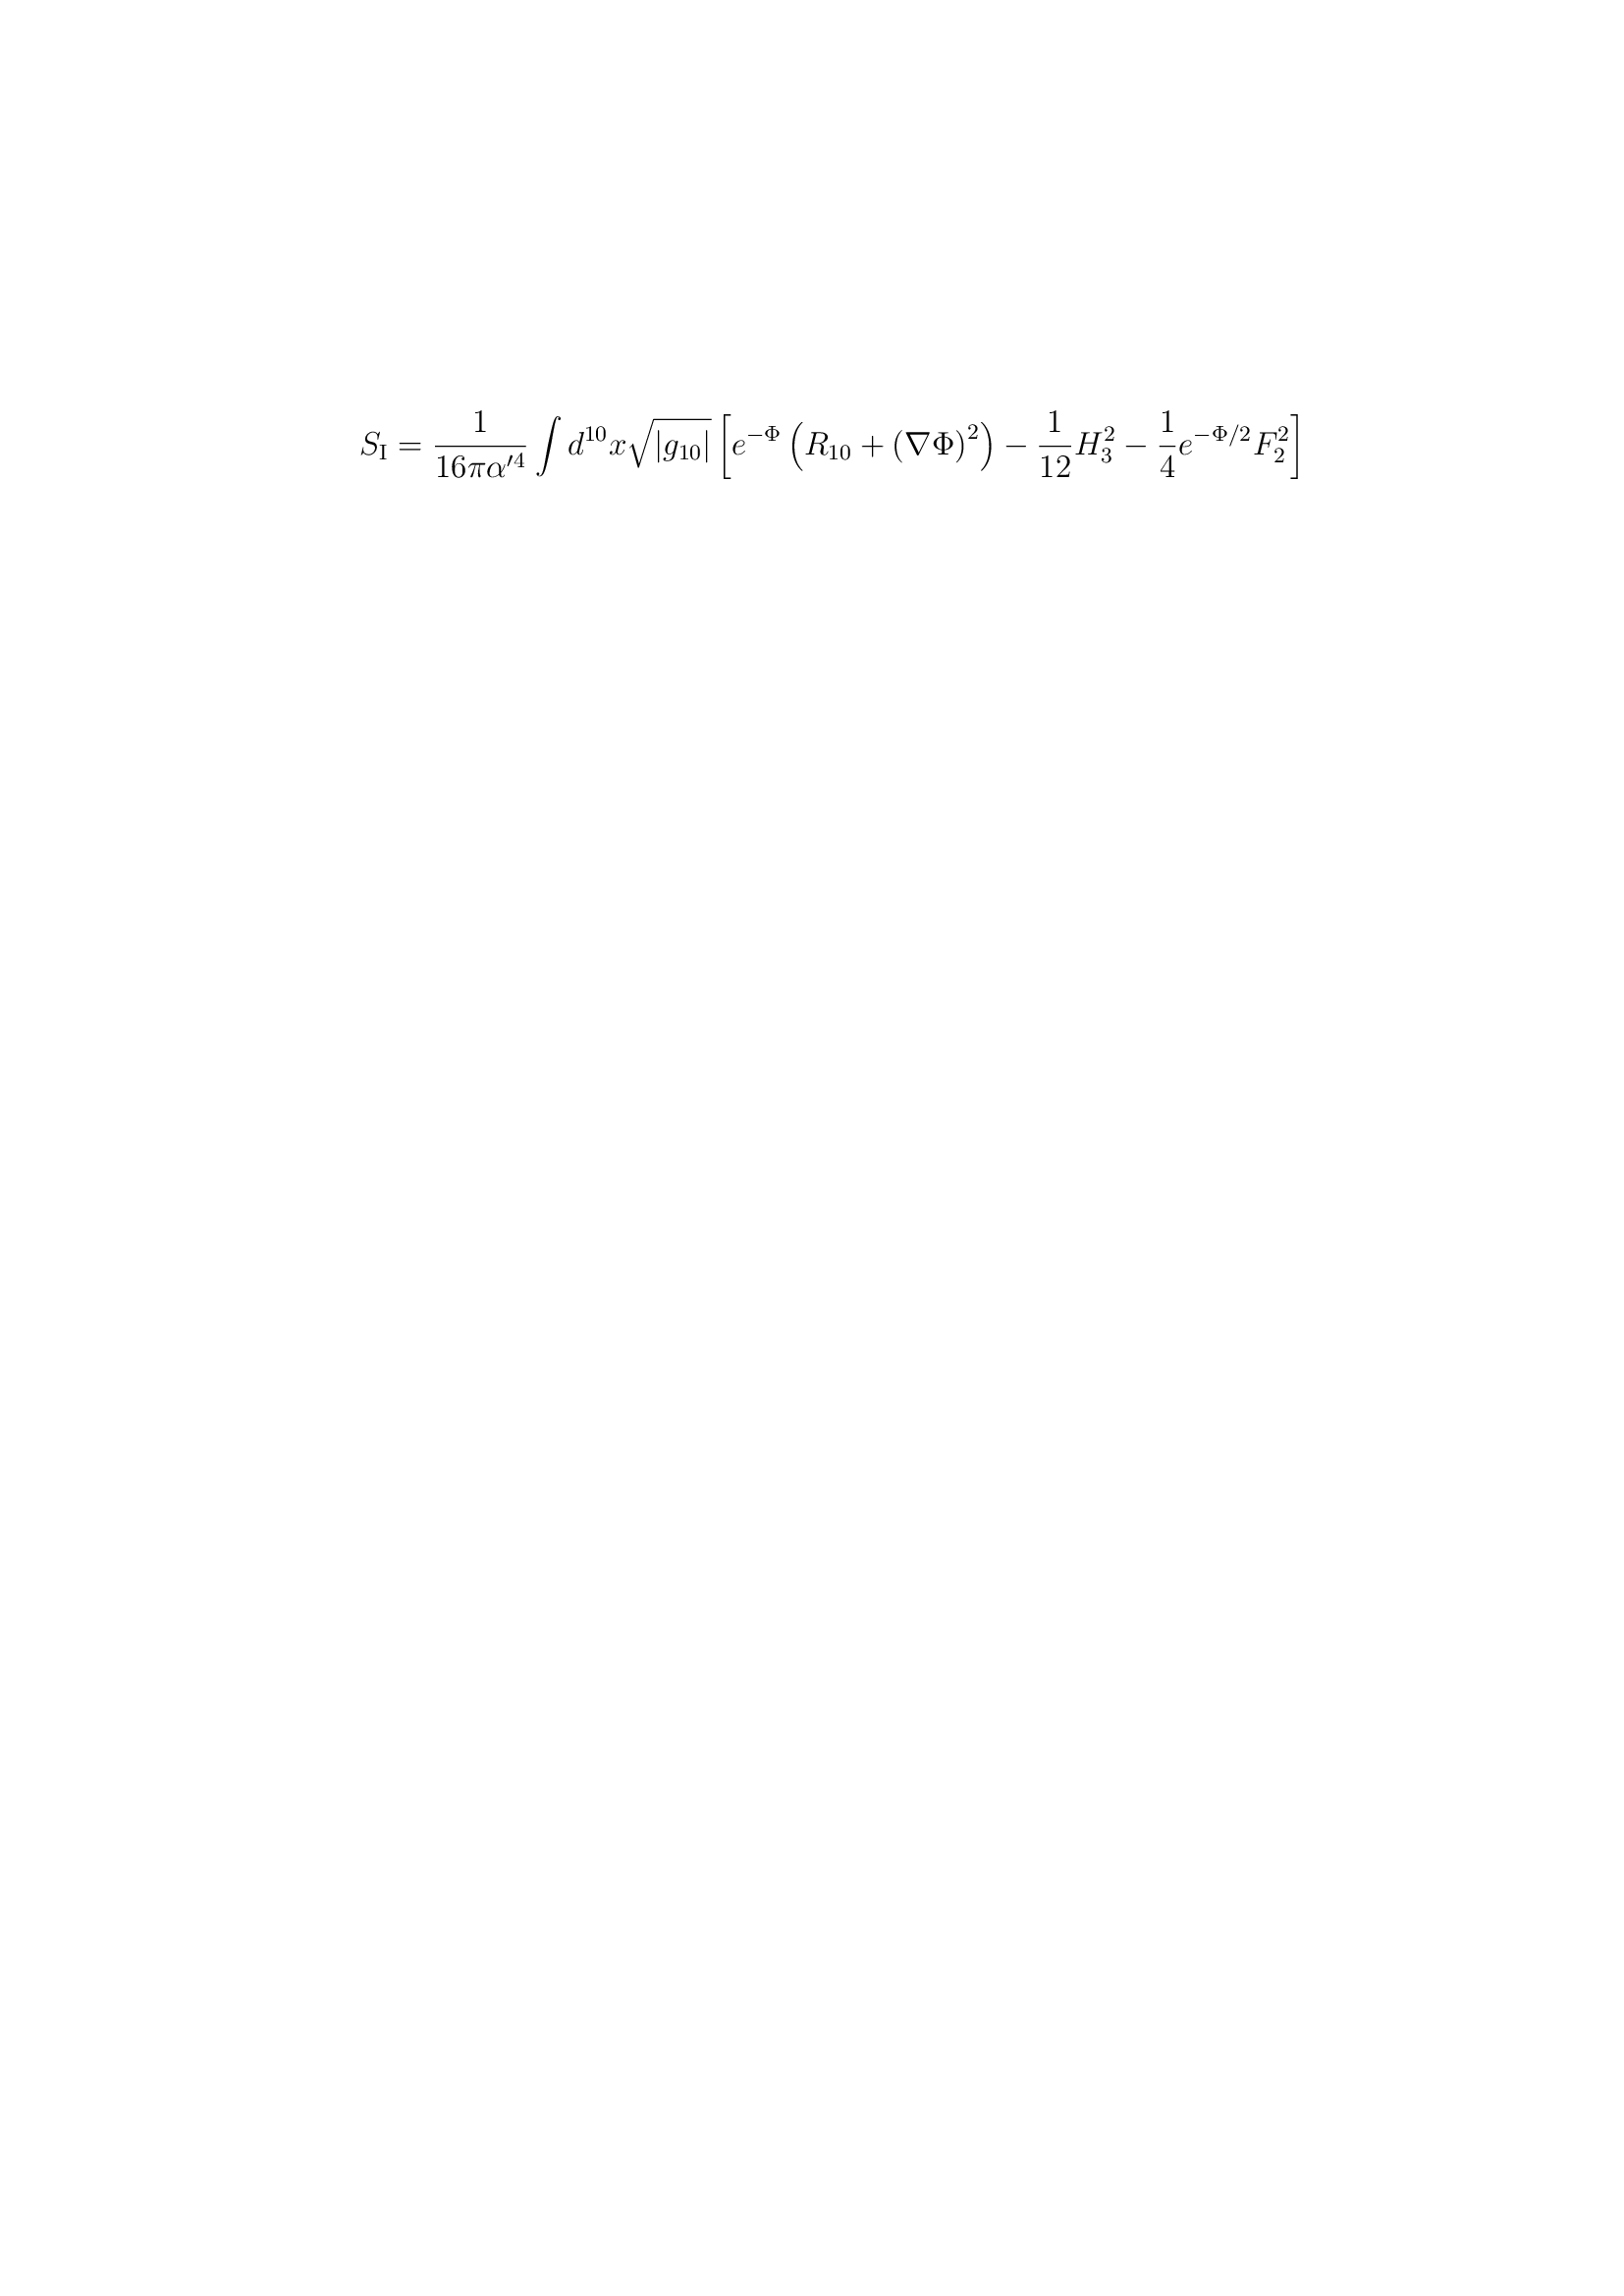 $S_{\mathrm{I}} = \frac{1}{16\pi\alpha'^4} \int d^{10}x \sqrt{|g_{10}|} \left[ e^{-\Phi} \left( R_{10} + (\nabla\Phi)^2 \right) - \frac{1}{12} H_3^2 - \frac{1}{4} e^{-\Phi/2} F_2^2 \right]$